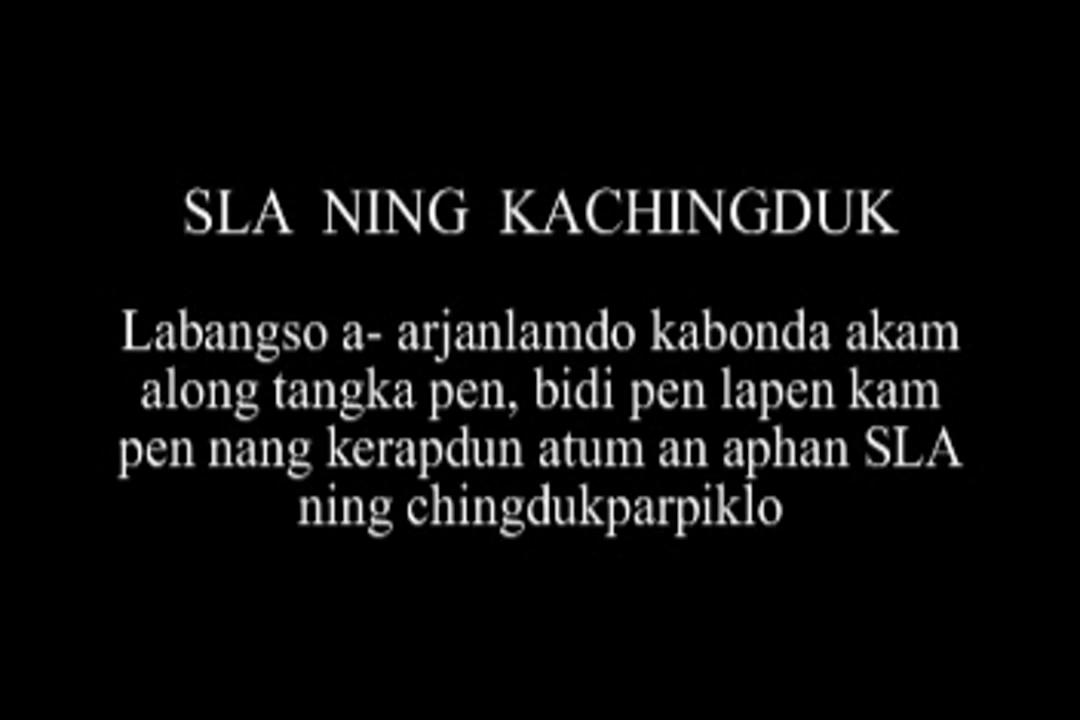 SLA NING KACHINGDUK
Labangso a- arjanlamdo kabonda akam
along tangka pen, bidi pen lapen kam
pen nang kerapdun atum an aphan SLA
ning chingdukparpiklo